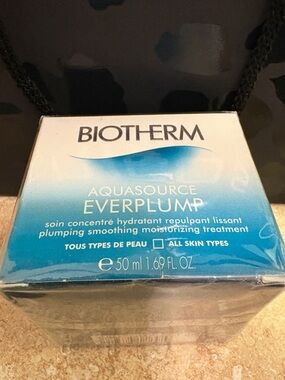 BIOTHERM
AQUASOURCE
EVERPLUMP
soin concentré hydratant repulpant lissant
plumping smoothing moisturizing treatment
TOUS TYPES DE PEAU ALL SKIN TYPES
℮ 50 ml 1.69 FL. OZ.